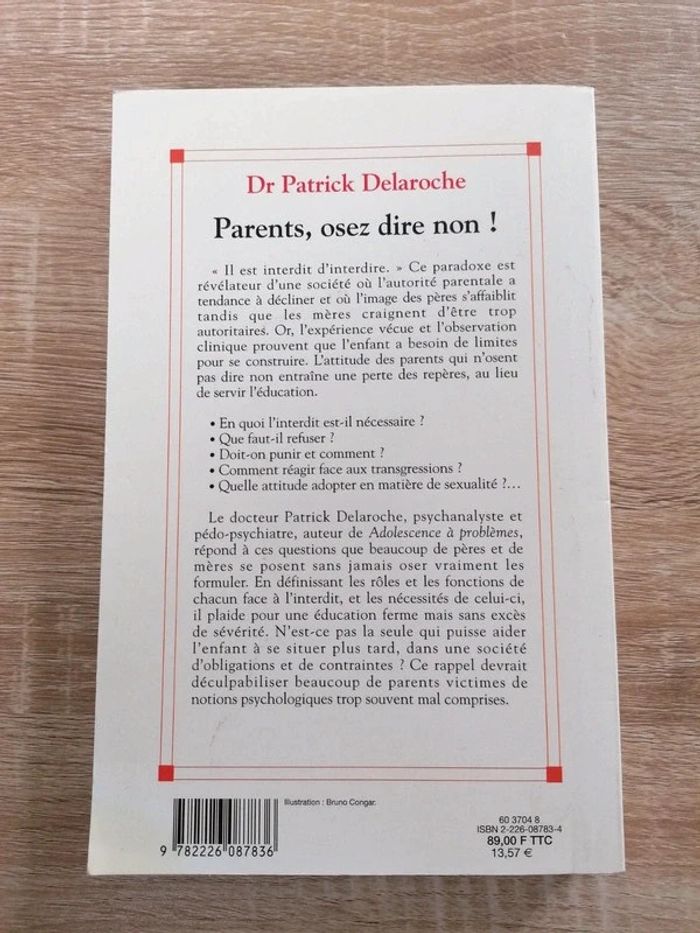 Dr Patrick Delaroche
Parents, osez dire non !
« Il est interdit d'interdire. » Ce paradoxe est
révélateur d'une société où l'autorité parentale a
tendance à décliner et où l'image des pères s'affaiblit
tandis que les mères craignent d'être trop
autoritaires. Or, l'expérience vécue et l'observation
clinique prouvent que l'enfant a besoin de limites
pour se construire. L'attitude des parents qui n'osent
pas dire non entraîne une perte des repères, au lieu
de servir l'éducation.
• En quoi l'interdit est-il nécessaire ?
• Que faut-il refuser ?
• Doit-on punir et comment ?
• Comment réagir face aux transgressions ?
• Quelle attitude adopter en matière de sexualité ?...
Le docteur Patrick Delaroche, psychanalyste et
pédo-psychiatre, auteur de Adolescence à problèmes,
répond à ces questions que beaucoup de pères et de
mères se posent sans jamais oser vraiment les
formuler. En définissant les rôles et les fonctions de
chacun face à l'interdit, et les nécessités de celui-ci,
il plaide pour une éducation ferme mais sans excès
de sévérité. N'est-ce pas la seule qui puisse aider
l'enfant à se situer plus tard, dans une société
d'obligations et de contraintes ? Ce rappel devrait
déculpabiliser beaucoup de parents victimes de
notions psychologiques trop souvent mal comprises.
Illustration : Bruno Congar.
9 782226 087836
60 3704 8
ISBN 2-226-08783-4
89,00 F TTC
13,57 €